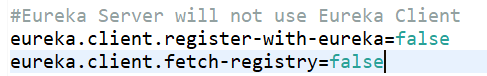 #Eureka Server will not use Eureka Client
eureka.client.register-with-eureka=false
eureka.client.fetch-registry=false